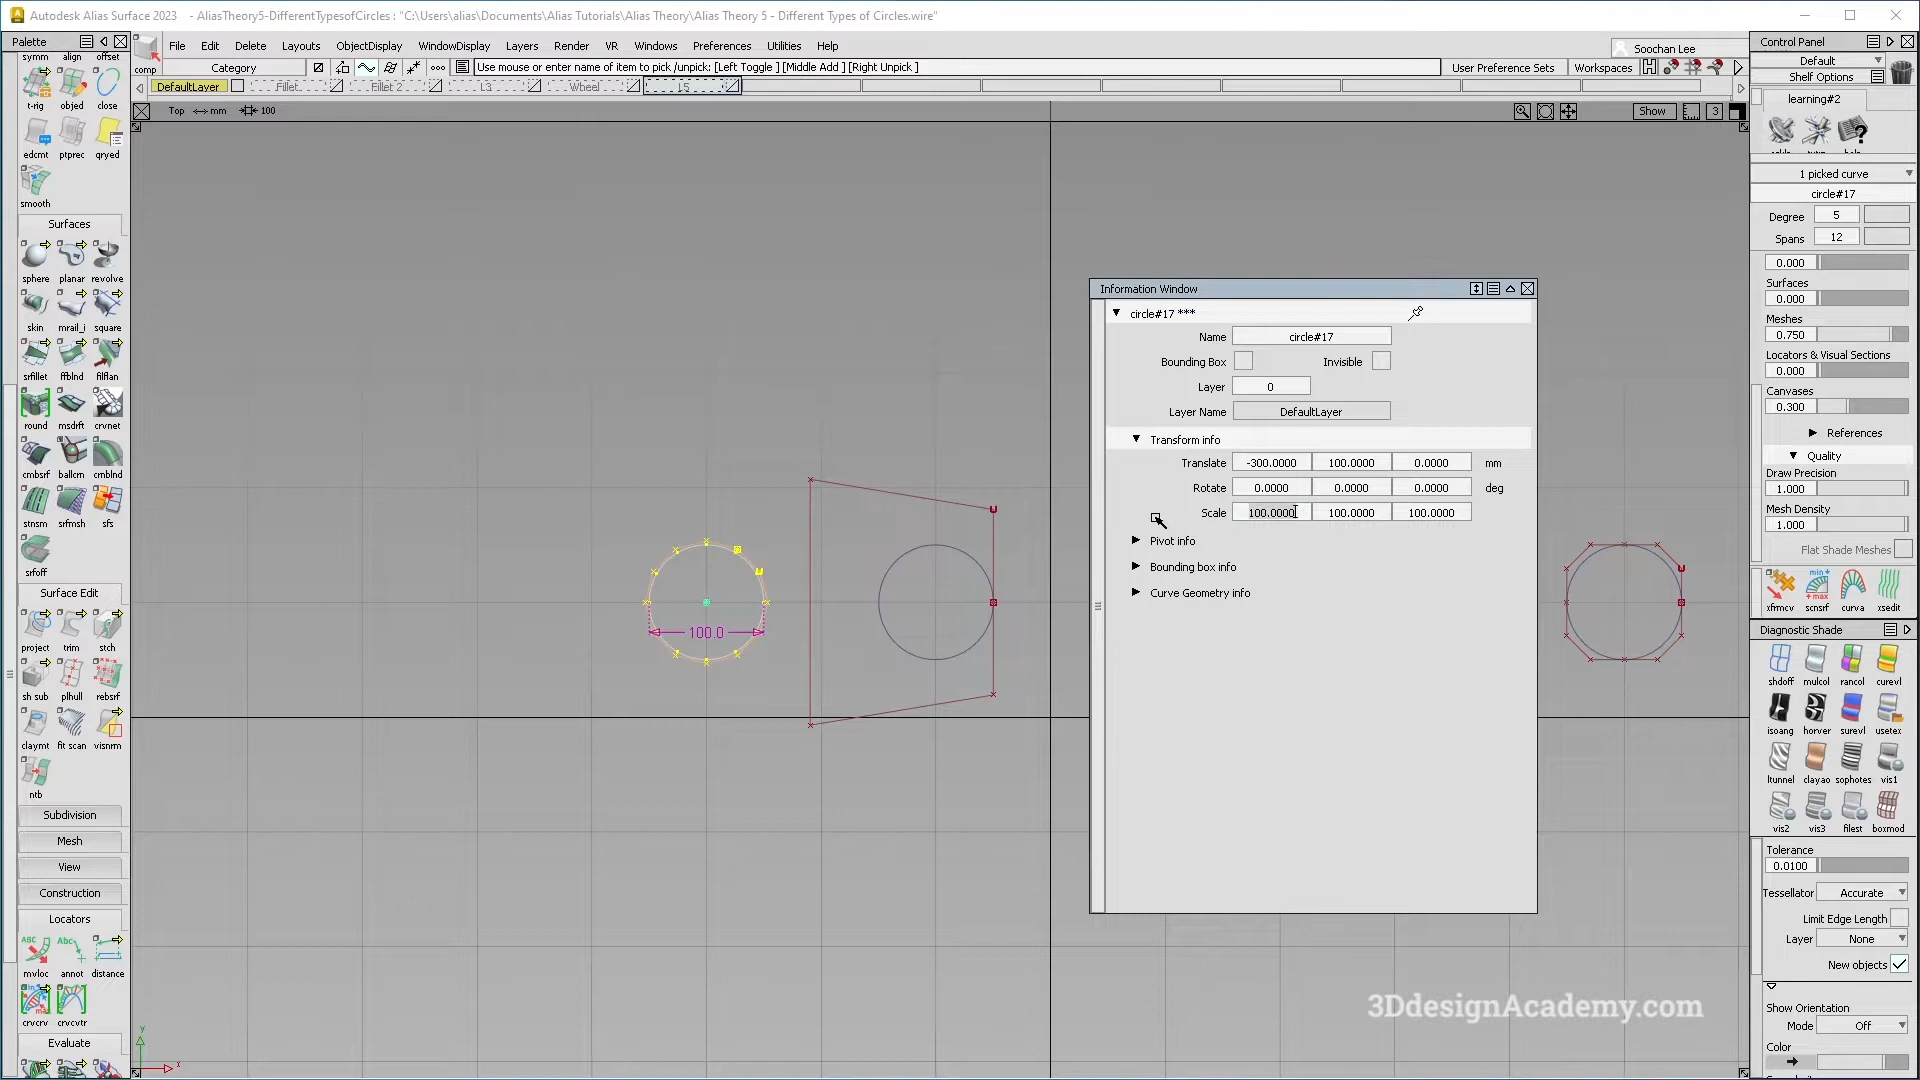 Autodesk Alias Surface 2023 - AliasTheory5-DifferentTypesofCircles : "C:\Users\alias\Documents\Alias Tutorials\Alias Theory\Alias Theory 5 - Different Types of Circles.wire"
Palette
comp
File Edit Delete Layouts ObjectDisplay WindowDisplay Layers Render VR Windows Preferences Utilities Help
Soochan Lee
Category
Use mouse or enter name of item to pick /unpick: [Left Toggle ] [Middle Add ] [Right Unpick ]
User Preference Sets
Workspaces
DefaultLayer Fillet Fillet 2 L3 Wheel L5
Top mm 100
Show 3
symm align offset
t-rig objed close
edcmt ptprec qryed
smooth
Surfaces
sphere planar revolve
skin mrail_i square
srfillet ffblnd filflan
round msdrft crvnet
cmbsrf ballcrn crnblnd
stnsm srfmsh sfs
srfoff
Surface Edit
project trim stch
sh sub plhull rebsrf
claymt fit scan visnrm
ntb
Subdivision
Mesh
View
Construction
Locators
ABC Abc
mvloc annot distance
crvcrv crvcvtr
Evaluate
100.0
y
x
Information Window
circle#17 ***
Name circle#17
Bounding Box Invisible
Layer 0
Layer Name DefaultLayer
Transform info
Translate -300.0000 100.0000 0.0000 mm
Rotate 0.0000 0.0000 0.0000 deg
Scale 100.0000 100.0000 100.0000
Pivot info
Bounding box info
Curve Geometry info
3DdesignAcademy.com
Control Panel
Default
Shelf Options
learning#2
1 picked curve
circle#17
Degree 5
Spans 12
0.000
Surfaces
0.000
Meshes
0.750
Locators & Visual Sections
0.000
Canvases
0.300
References
Quality
Draw Precision
1.000
Mesh Density
1.000
Flat Shade Meshes
xfrmcv scnsrf curva xsedit
Diagnostic Shade
shdoff mulcol rancol curevl
isoang horver surevl usetex
ltunnel clayao sophotes vis1
vis2 vis3 filest boxmod
Tolerance
0.0100
Tessellator Accurate
Limit Edge Length
Layer None
New objects
Show Orientation
Mode Off
Color